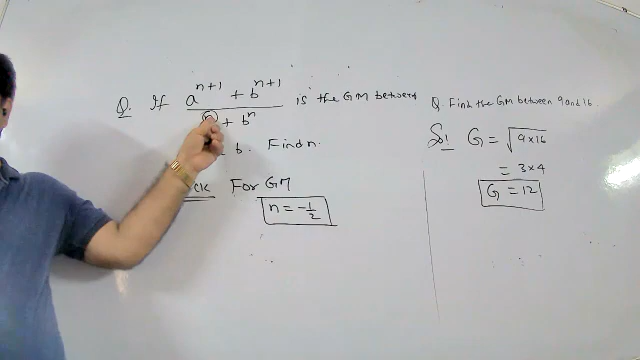 Q. If a^{n+1} + b^{n+1} is the GM between
+ b^n
b. Find n.
For GM
n = -1/2
Q Find the GM between 9 and 16.
Sol G = √9×16
= 3×4
G = 12